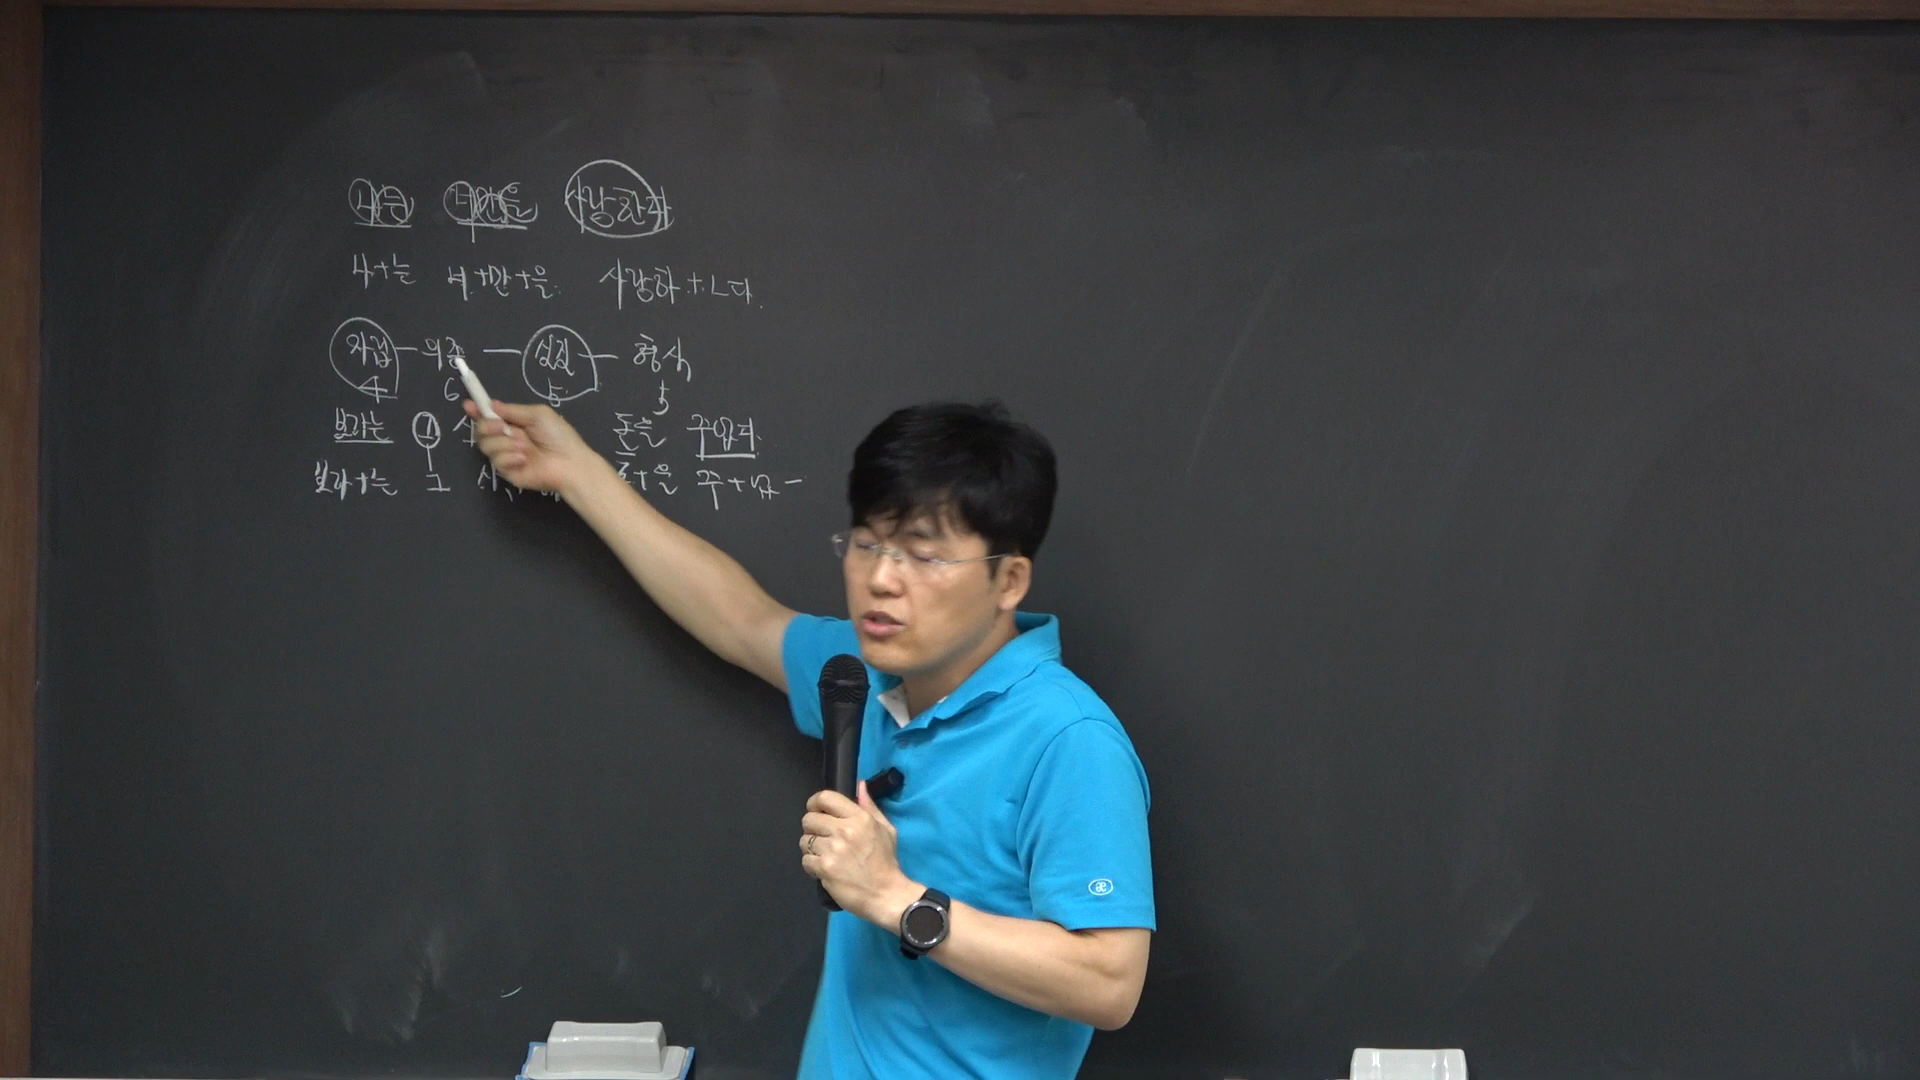 나는 너만을 사랑한다
나+는 너+만+을 사랑하+ㄴ다.
자립 — 의존 — 실질 — 형식
4 6 5 5
보라는 그 돈을 주었다.
보라+는 그 +을 주+었-
æ